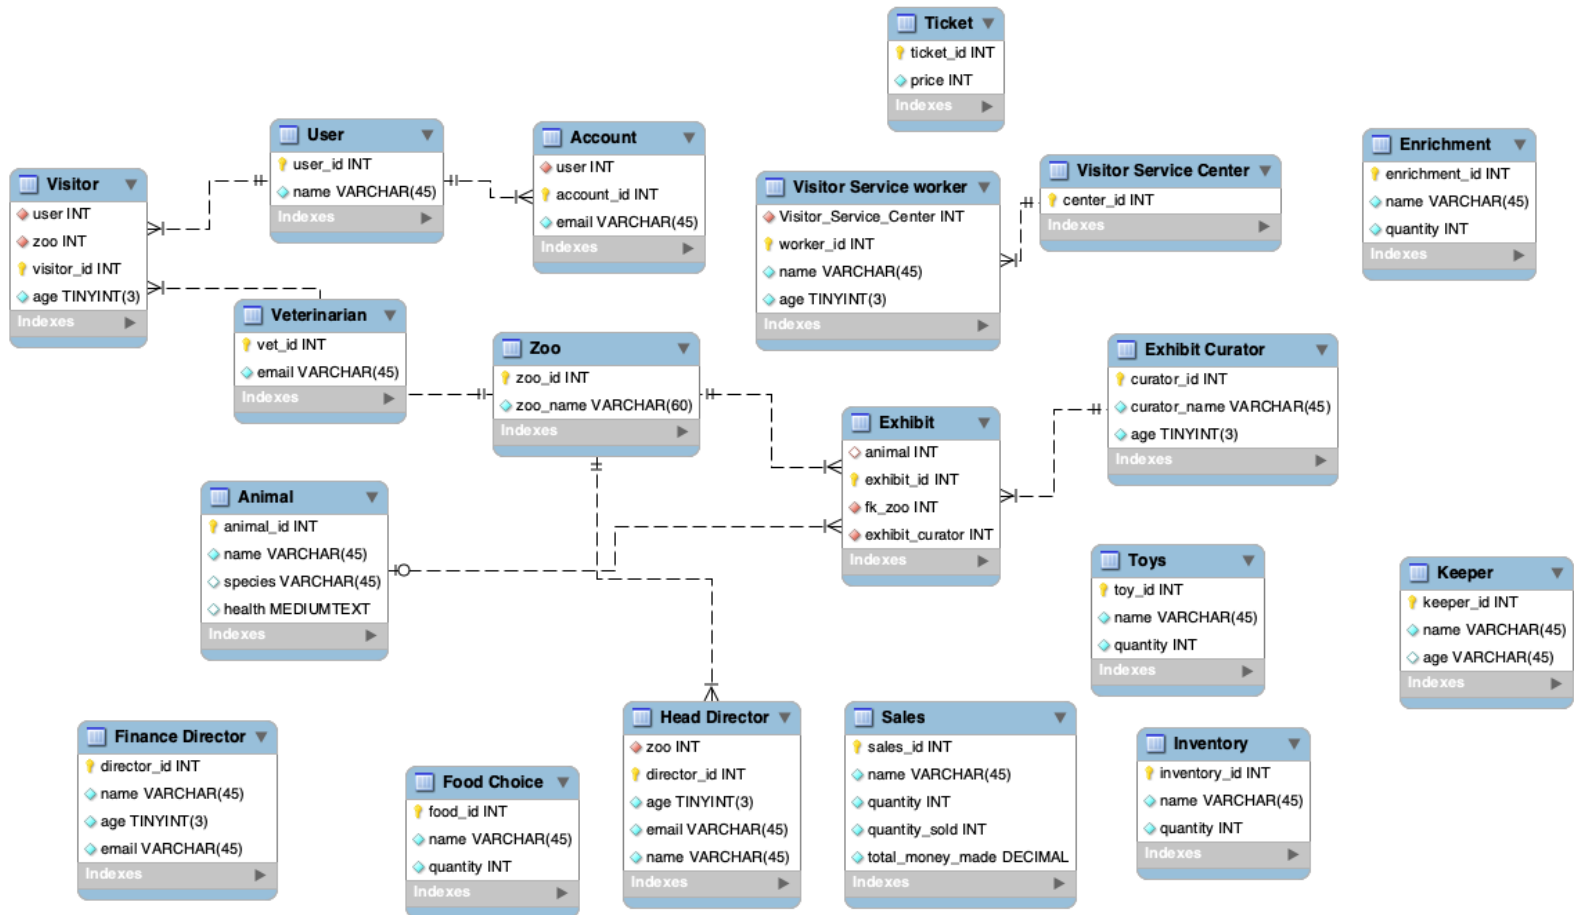 Ticket
ticket_id INT
price INT
Indexes
User
user_id INT
name VARCHAR(45)
Indexes
Account
user INT
account_id INT
email VARCHAR(45)
Indexes
Enrichment
enrichment_id INT
name VARCHAR(45)
quantity INT
Indexes
Visitor
user INT
zoo INT
visitor_id INT
age TINYINT(3)
Indexes
Visitor Service worker
Visitor_Service_Center INT
worker_id INT
name VARCHAR(45)
age TINYINT(3)
Indexes
Visitor Service Center
center_id INT
Indexes
Veterinarian
vet_id INT
email VARCHAR(45)
Indexes
Zoo
zoo_id INT
zoo_name VARCHAR(60)
Indexes
Exhibit Curator
curator_id INT
curator_name VARCHAR(45)
age TINYINT(3)
Indexes
Exhibit
animal INT
exhibit_id INT
fk_zoo INT
exhibit_curator INT
Indexes
Animal
animal_id INT
name VARCHAR(45)
species VARCHAR(45)
health MEDIUMTEXT
Indexes
Toys
toy_id INT
name VARCHAR(45)
quantity INT
Indexes
Keeper
keeper_id INT
name VARCHAR(45)
age VARCHAR(45)
Indexes
Finance Director
director_id INT
name VARCHAR(45)
age TINYINT(3)
email VARCHAR(45)
Indexes
Food Choice
food_id INT
name VARCHAR(45)
quantity INT
Indexes
Head Director
zoo INT
director_id INT
age TINYINT(3)
email VARCHAR(45)
name VARCHAR(45)
Indexes
Sales
sales_id INT
name VARCHAR(45)
quantity INT
quantity_sold INT
total_money_made DECIMAL
Indexes
Inventory
inventory_id INT
name VARCHAR(45)
quantity INT
Indexes